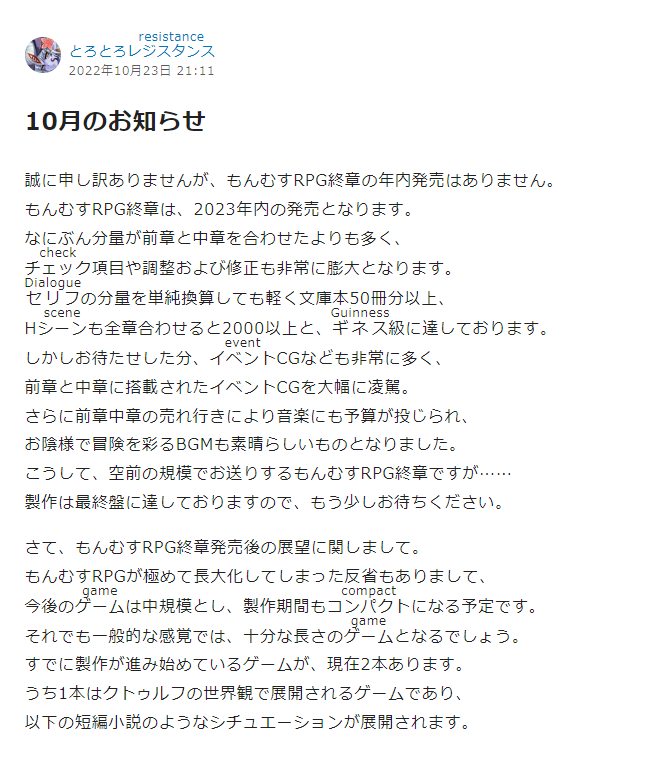 resistance
とろとろレジスタンス
2022年10月23日 21:11
10月のお知らせ
誠に申し訳ありませんが、もんむすRPG終章の年内発売はありません。
もんむすRPG終章は、2023年内の発売となります。
なにぶん分量が前章と中章を合わせたよりも多く、
check
チェック項目や調整および修正も非常に膨大となります。
Dialogue
セリフの分量を単純換算しても軽く文庫本50冊分以上、
scene Guinness
Hシーンも全章合わせると2000以上と、ギネス級に達しております。
event
しかしお待たせした分、イベントCGなども非常に多く、
前章と中章に搭載されたイベントCGを大幅に凌駕。
さらに前章中章の売れ行きにより音楽にも予算が投じられ、
お陰様で冒険を彩るBGMも素晴らしいものとなりました。
こうして、空前の規模でお送りするもんむすRPG終章ですが……
製作は最終盤に達しておりますので、もう少しお待ちください。
さて、もんむすRPG終章発売後の展望に関しまして。
もんむすRPGが極めて長大化してしまった反省もありまして、
game compact
今後のゲームは中規模とし、製作期間もコンパクトになる予定です。
game
それでも一般的な感覚では、十分な長さのゲームとなるでしょう。
すでに製作が進み始めているゲームが、現在2本あります。
うち1本はクトゥルフの世界観で展開されるゲームであり、
以下の短編小説のようなシチュエーションが展開されます。